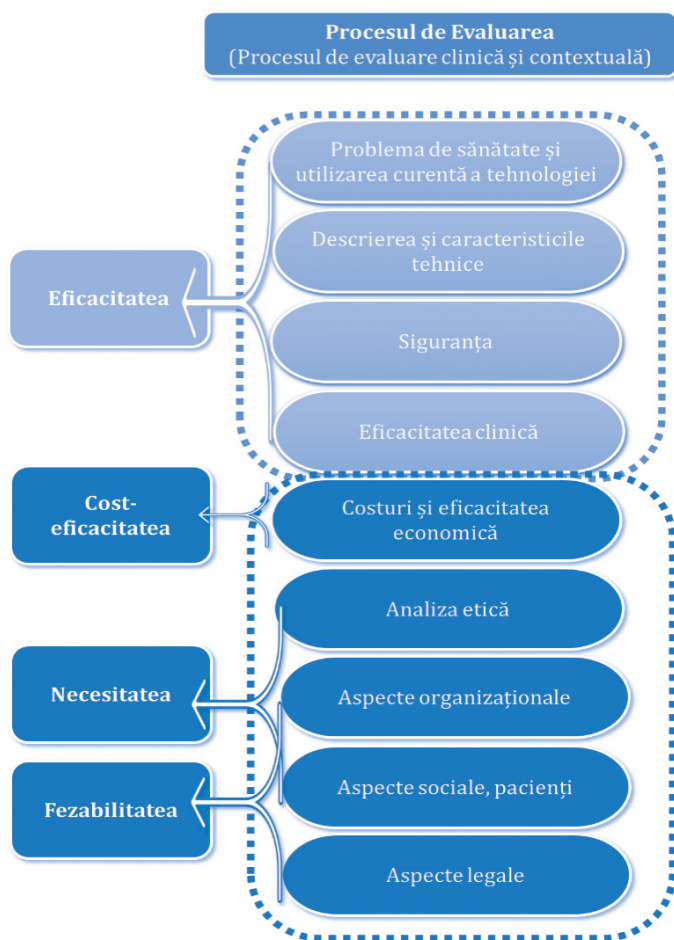 Procesul de Evaluarea
(Procesul de evaluare clinică și contextuală)
Problema de sănătate și
utilizarea curentă a tehnologiei
Descrierea și caracteristicile
tehnice
Eficacitatea
Siguranța
Eficacitatea clinică
Cost-
eficacitatea
Costuri și eficacitatea
economică
Analiza etică
Necesitatea
Aspecte organizaționale
Fezabilitatea
Aspecte sociale, pacienți
Aspecte legale